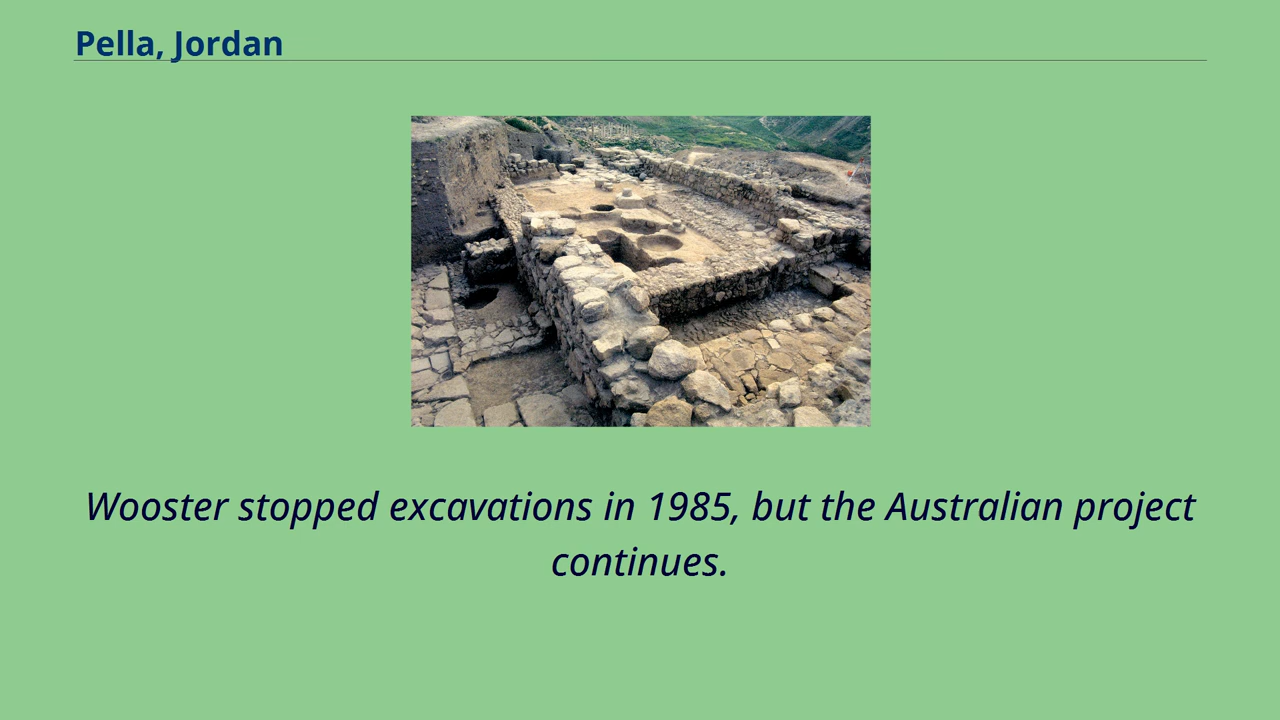 Pella, Jordan
Wooster stopped excavations in 1985, but the Australian project
continues.